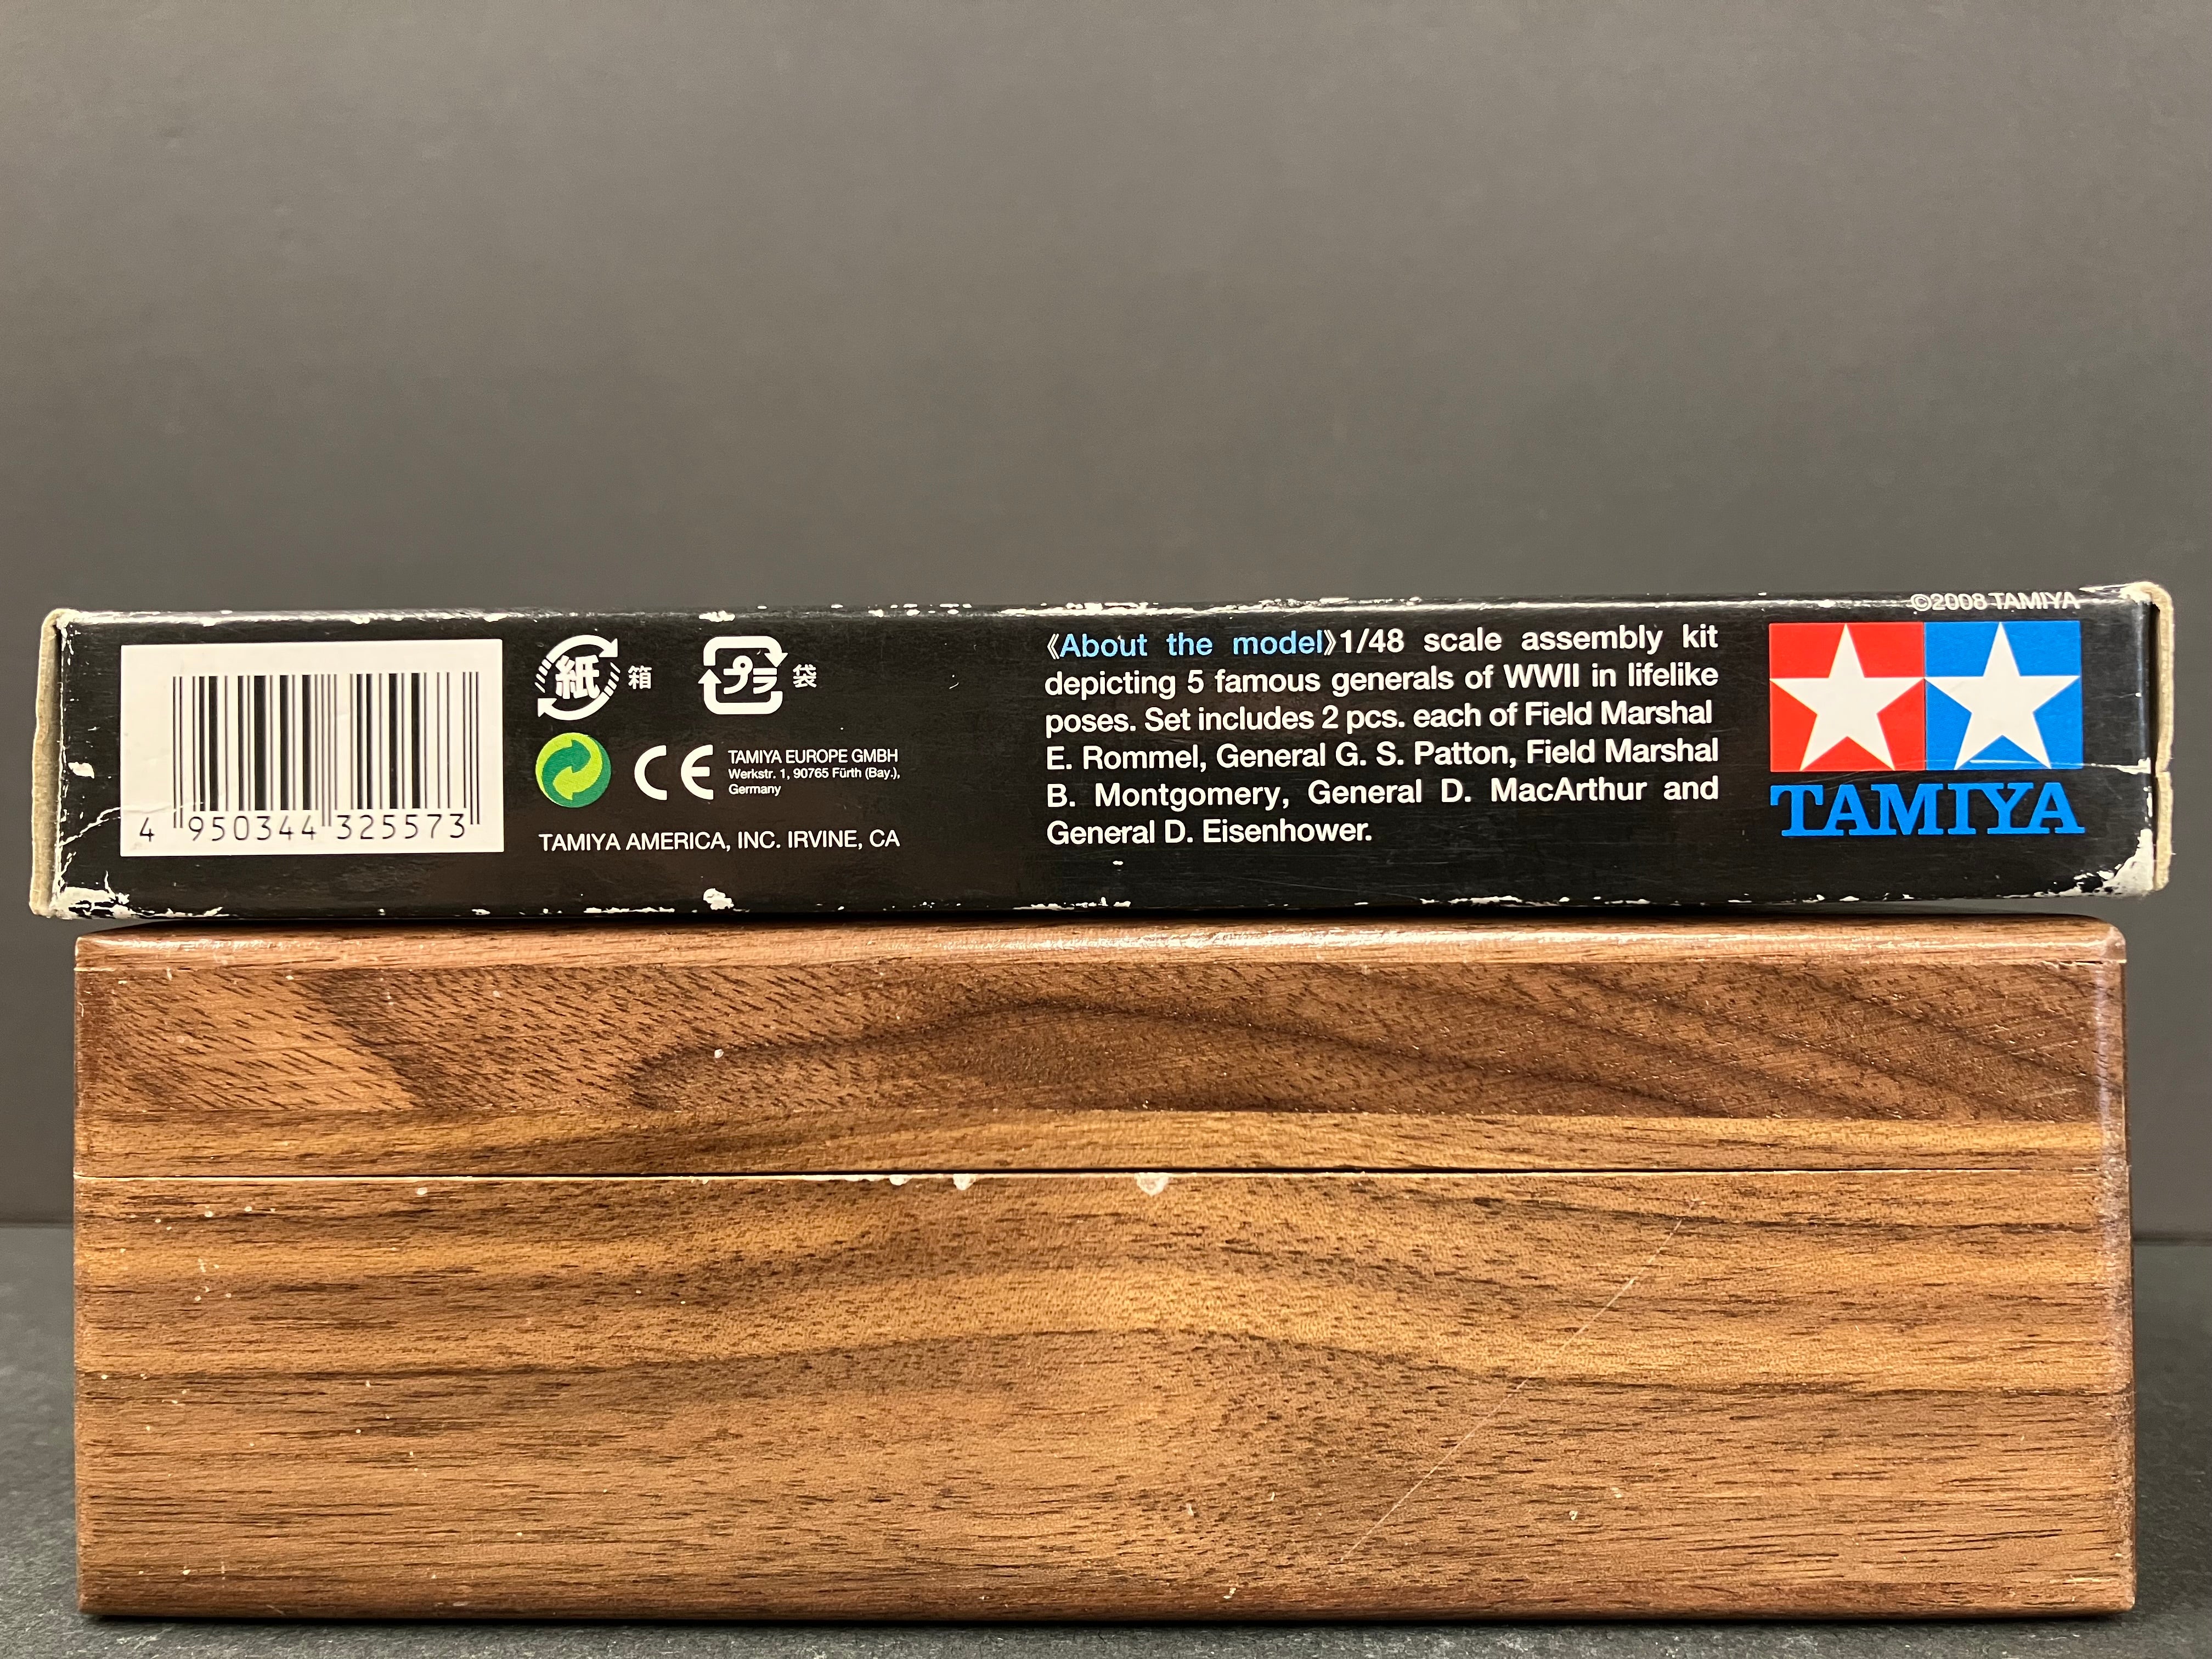 4 950344 325573
紙 箱
プラ 袋
CE
TAMIYA EUROPE GMBH
Werkstr. 1, 90765 Fürth (Bay.),
Germany
TAMIYA AMERICA, INC. IRVINE, CA
《About the model》1/48 scale assembly kit
depicting 5 famous generals of WWII in lifelike
poses. Set includes 2 pcs. each of Field Marshal
E. Rommel, General G. S. Patton, Field Marshal
B. Montgomery, General D. MacArthur and
General D. Eisenhower.
©2008 TAMIYA
TAMIYA